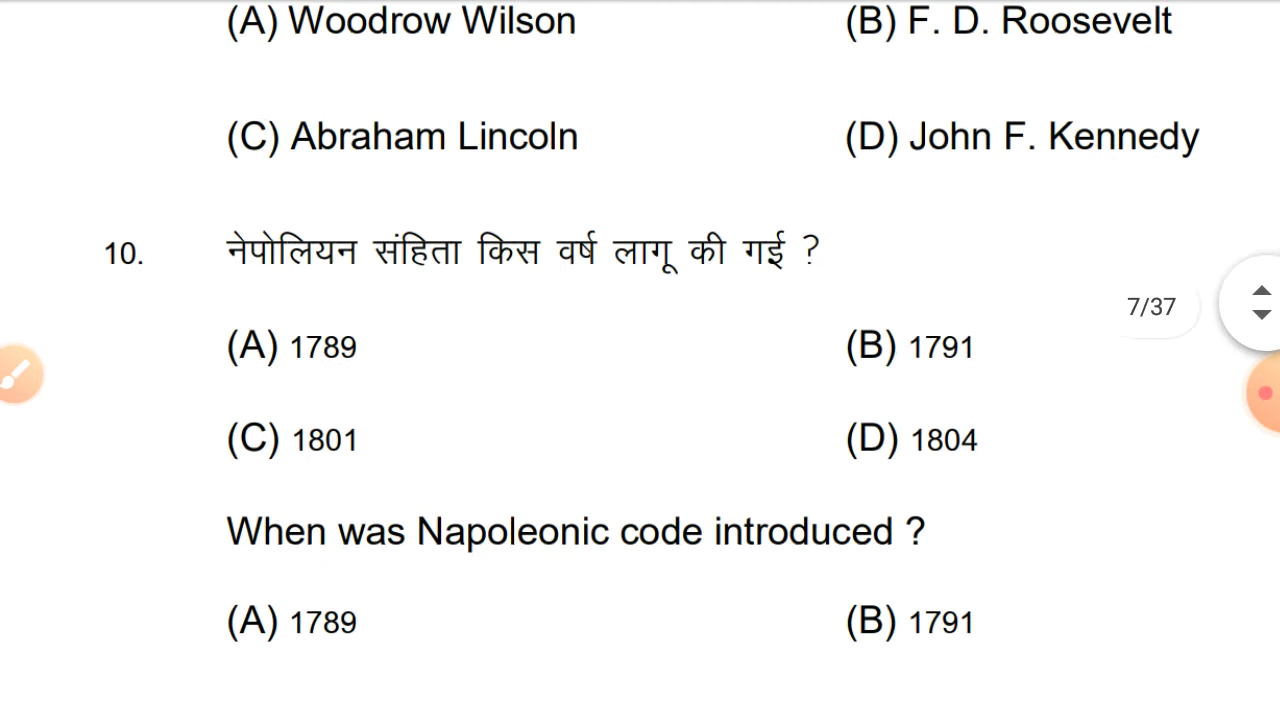 (A) Woodrow Wilson (B) F. D. Roosevelt
(C) Abraham Lincoln (D) John F. Kennedy
10. नेपोलियन संहिता किस वर्ष लागू की गई ?
7/37
(A) 1789 (B) 1791
(C) 1801 (D) 1804
When was Napoleonic code introduced ?
(A) 1789 (B) 1791